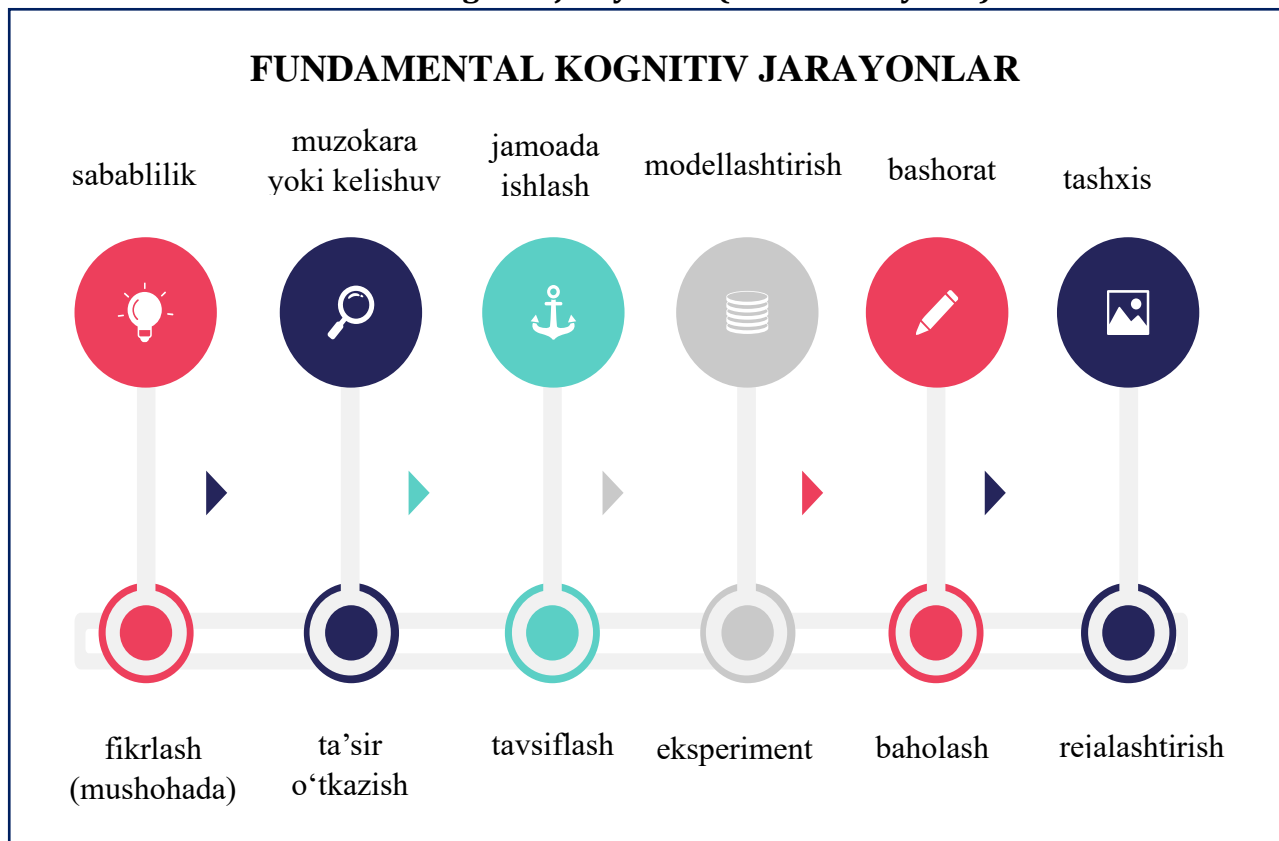 FUNDAMENTAL KOGNITIV JARAYONLAR
sabablilik
muzokara
yoki kelishuv
jamoada
ishlash
modellashtirish
bashorat
tashxis
fikrlash
(mushohada)
ta’sir
o‘tkazish
tavsiflash
eksperiment
baholash
rejalashtirish